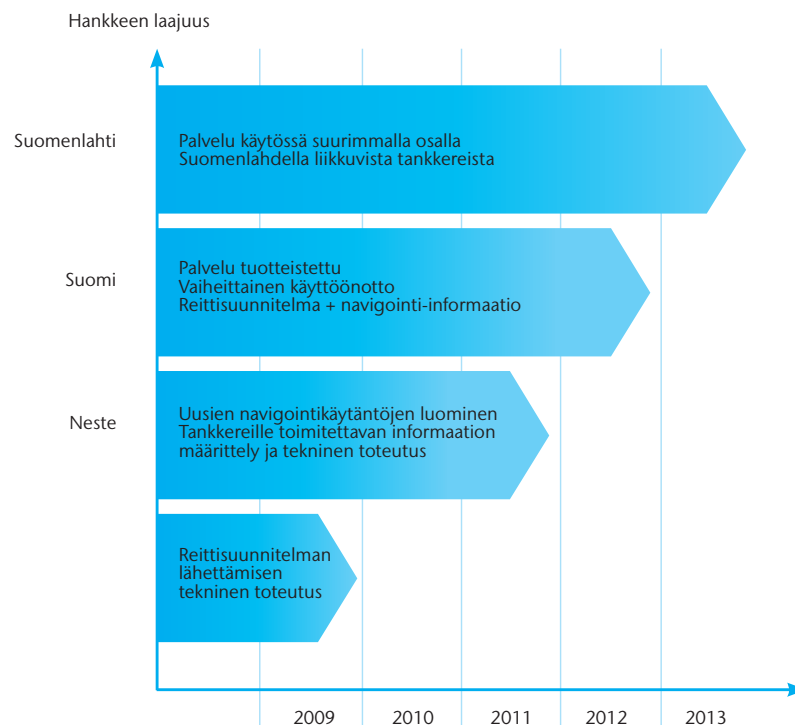 Hankkeen laajuus
Suomenlahti
Palvelu käytössä suurimmalla osalla
Suomenlahdella liikkuvista tankkereista
Suomi
Palvelu tuotteistettu
Vaiheittainen käyttöönotto
Reittisuunnitelma + navigointi-informaatio
Neste
Uusien navigointikäytäntöjen luominen
Tankkereille toimitettavan informaation
määrittely ja tekninen toteutus
Reittisuunnitelman
lähettämisen
tekninen toteutus
2009 2010 2011 2012 2013